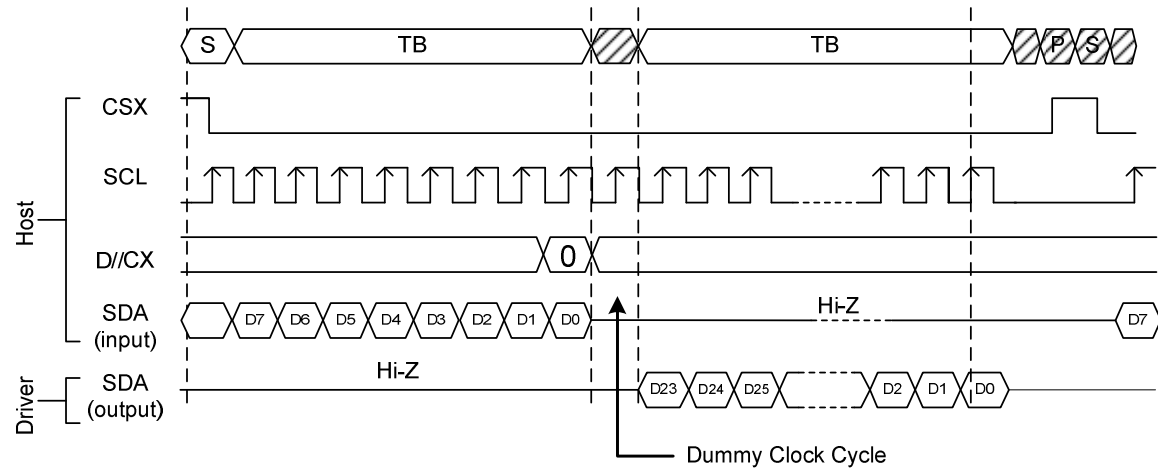 S TB TB P S
CSX
SCL
D//CX 0
Host
SDA
(input) D7 D6 D5 D4 D3 D2 D1 D0 Hi-Z D7
Hi-Z
Driver
SDA
(output) D23 D24 D25 D2 D1 D0
Dummy Clock Cycle